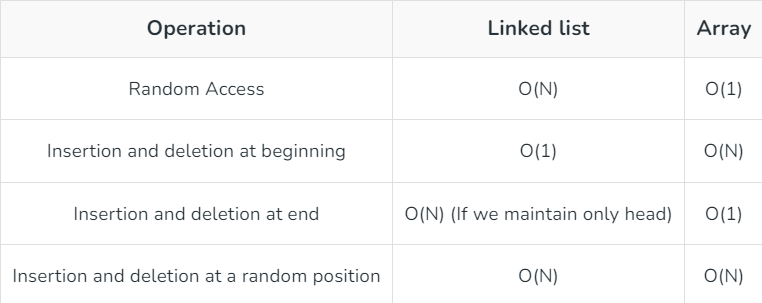 Operation Linked list Array
Random Access O(N) O(1)
Insertion and deletion at beginning O(1) O(N)
Insertion and deletion at end O(N) (If we maintain only head) O(1)
Insertion and deletion at a random position O(N) O(N)